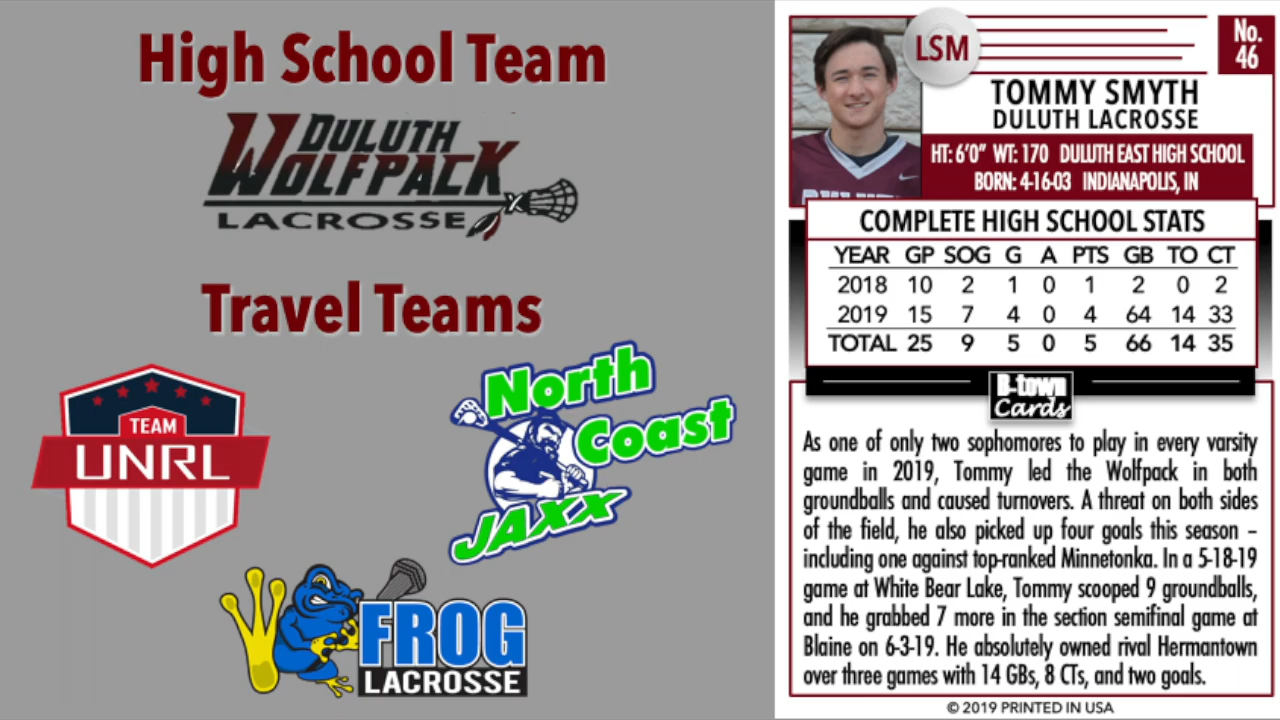 High School Team
DULUTH
WOLFPACK
LACROSSE
Travel Teams
TEAM
UNRL
North
Coast
JAXX
FROG
LACROSSE
LSM
No.
46
TOMMY SMYTH
DULUTH LACROSSE
HT: 6'0" WT: 170 DULUTH EAST HIGH SCHOOL
BORN: 4-16-03 INDIANAPOLIS, IN
COMPLETE HIGH SCHOOL STATS
YEAR GP SOG G A PTS GB TO CT
2018 10 2 1 0 1 2 0 2
2019 15 7 4 0 4 64 14 33
TOTAL 25 9 5 0 5 66 14 35
B-town
Cards
As one of only two sophomores to play in every varsity
game in 2019, Tommy led the Wolfpack in both
groundballs and caused turnovers. A threat on both sides
of the field, he also picked up four goals this season –
including one against top-ranked Minnetonka. In a 5-18-19
game at White Bear Lake, Tommy scooped 9 groundballs,
and he grabbed 7 more in the section semifinal game at
Blaine on 6-3-19. He absolutely owned rival Hermantown
over three games with 14 GBs, 8 CTs, and two goals.
© 2019 PRINTED IN USA